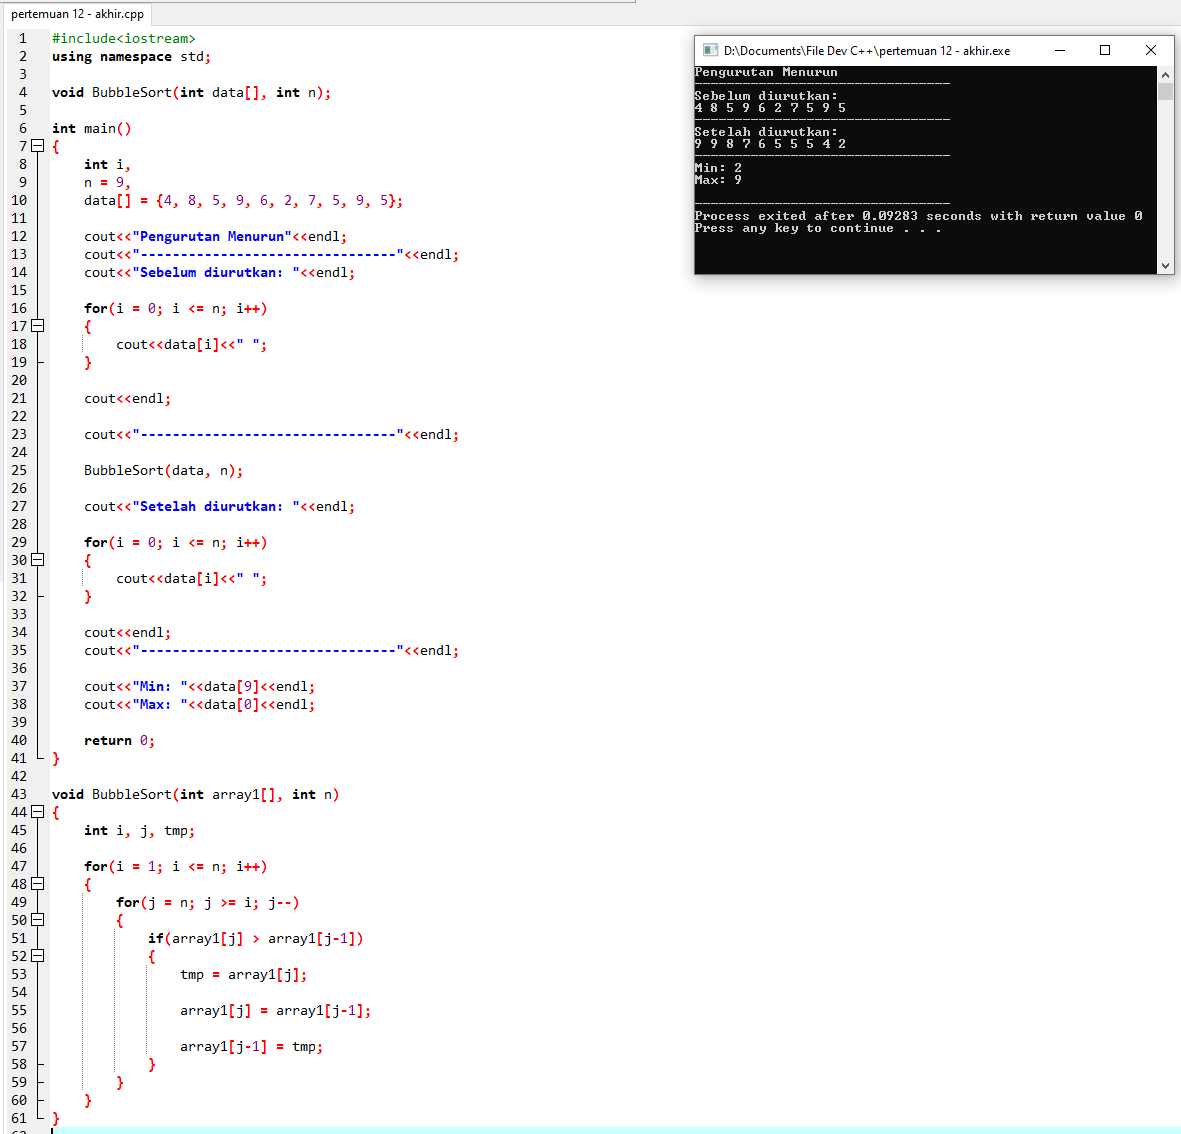 pertemuan 12 - akhir.cpp
1 #include<iostream>
2 using namespace std;
3
4 void BubbleSort(int data[], int n);
5
6 int main()
7 {
8 int i,
9 n = 9,
10 data[] = {4, 8, 5, 9, 6, 2, 7, 5, 9, 5};
11
12 cout<<"Pengurutan Menurun"<<endl;
13 cout<<"--------------------------------"<<endl;
14 cout<<"Sebelum diurutkan: "<<endl;
15
16 for(i = 0; i <= n; i++)
17 {
18 cout<<data[i]<<" ";
19 }
20
21 cout<<endl;
22
23 cout<<"--------------------------------"<<endl;
24
25 BubbleSort(data, n);
26
27 cout<<"Setelah diurutkan: "<<endl;
28
29 for(i = 0; i <= n; i++)
30 {
31 cout<<data[i]<<" ";
32 }
33
34 cout<<endl;
35 cout<<"--------------------------------"<<endl;
36
37 cout<<"Min: "<<data[9]<<endl;
38 cout<<"Max: "<<data[0]<<endl;
39
40 return 0;
41 }
42
43 void BubbleSort(int array1[], int n)
44 {
45 int i, j, tmp;
46
47 for(i = 1; i <= n; i++)
48 {
49 for(j = n; j >= i; j--)
50 {
51 if(array1[j] > array1[j-1])
52 {
53 tmp = array1[j];
54
55 array1[j] = array1[j-1];
56
57 array1[j-1] = tmp;
58 }
59 }
60 }
61 }
D:\Documents\File Dev C++\pertemuan 12 - akhir.exe
Pengurutan Menurun
--------------------------------
Sebelum diurutkan:
4 8 5 9 6 2 7 5 9 5
--------------------------------
Setelah diurutkan:
9 9 8 7 6 5 5 5 4 2
--------------------------------
Min: 2
Max: 9
--------------------------------
Process exited after 0.09283 seconds with return value 0
Press any key to continue . . .